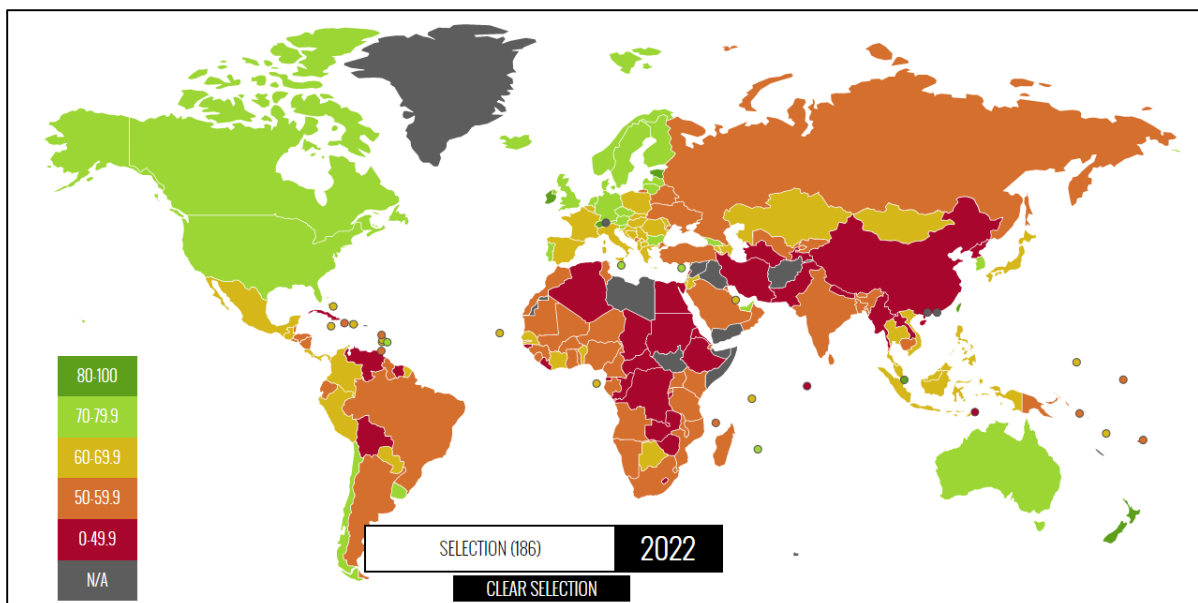 80-100
70-79.9
60-69.9
50-59.9
0-49.9
N/A
SELECTION (186)
2022
CLEAR SELECTION